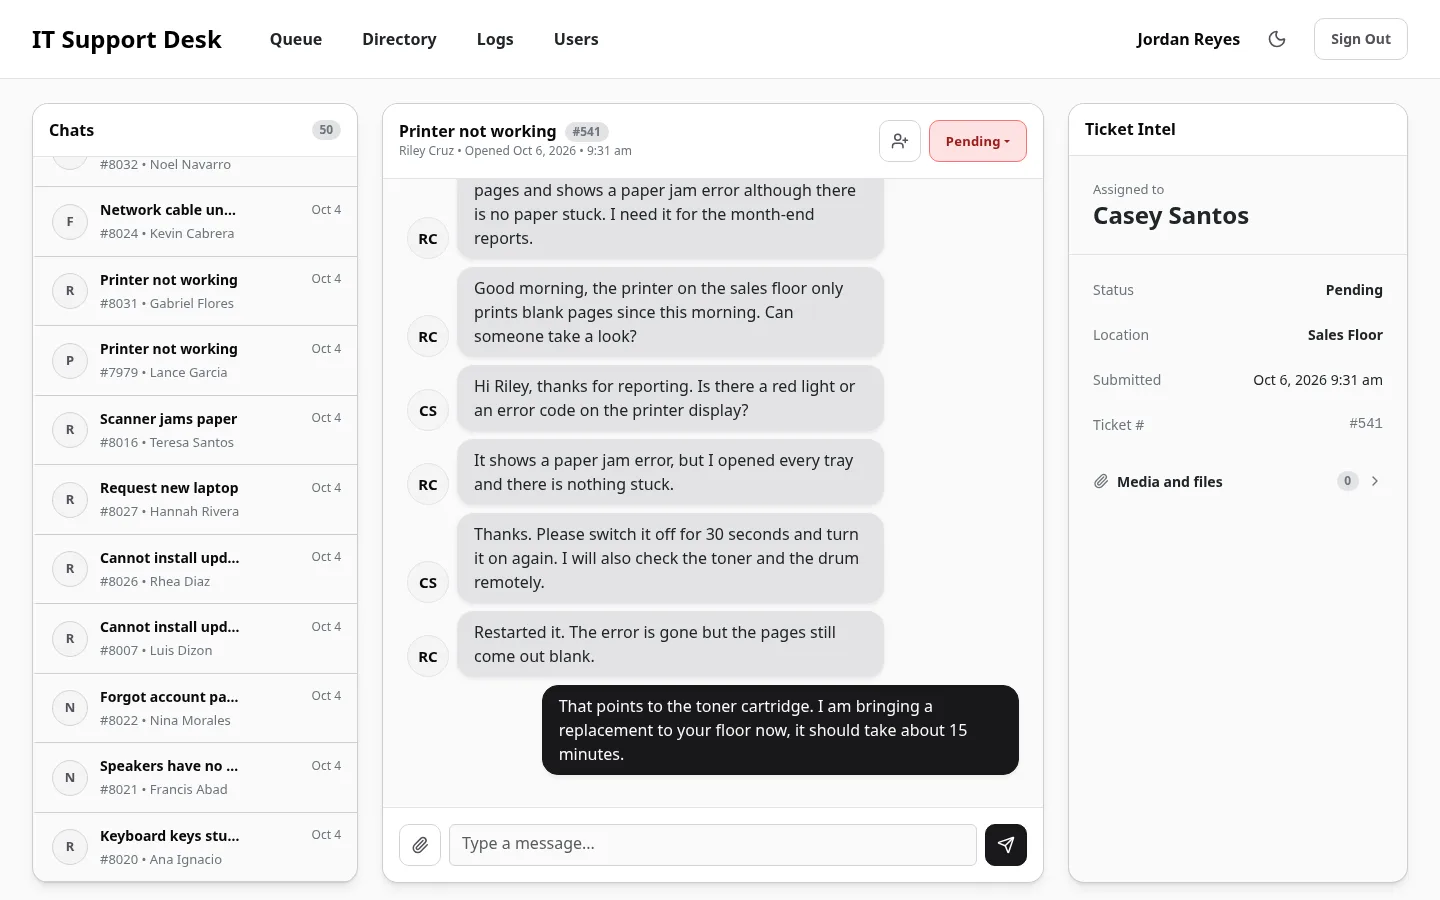 IT Support Desk
Queue
Directory
Logs
Users
Jordan Reyes
Sign Out
Chats
50
#8032 • Noel Navarro
F
Network cable un...
Oct 4
#8024 • Kevin Cabrera
R
Printer not working
Oct 4
#8031 • Gabriel Flores
P
Printer not working
Oct 4
#7979 • Lance Garcia
R
Scanner jams paper
Oct 4
#8016 • Teresa Santos
R
Request new laptop
Oct 4
#8027 • Hannah Rivera
R
Cannot install upd...
Oct 4
#8026 • Rhea Diaz
R
Cannot install upd...
Oct 4
#8007 • Luis Dizon
N
Forgot account pa...
Oct 4
#8022 • Nina Morales
N
Speakers have no ...
Oct 4
#8021 • Francis Abad
R
Keyboard keys stu...
Oct 4
#8020 • Ana Ignacio
Printer not working
#541
Riley Cruz • Opened Oct 6, 2026 • 9:31 am
Pending
pages and shows a paper jam error although there
is no paper stuck. I need it for the month-end
reports.
RC
Good morning, the printer on the sales floor only
prints blank pages since this morning. Can
someone take a look?
RC
Hi Riley, thanks for reporting. Is there a red light or
an error code on the printer display?
CS
It shows a paper jam error, but I opened every tray
and there is nothing stuck.
RC
Thanks. Please switch it off for 30 seconds and turn
it on again. I will also check the toner and the drum
remotely.
CS
Restarted it. The error is gone but the pages still
come out blank.
RC
That points to the toner cartridge. I am bringing a
replacement to your floor now, it should take about 15
minutes.
Type a message...
Ticket Intel
Assigned to
Casey Santos
Status
Pending
Location
Sales Floor
Submitted
Oct 6, 2026 9:31 am
Ticket #
#541
Media and files
0